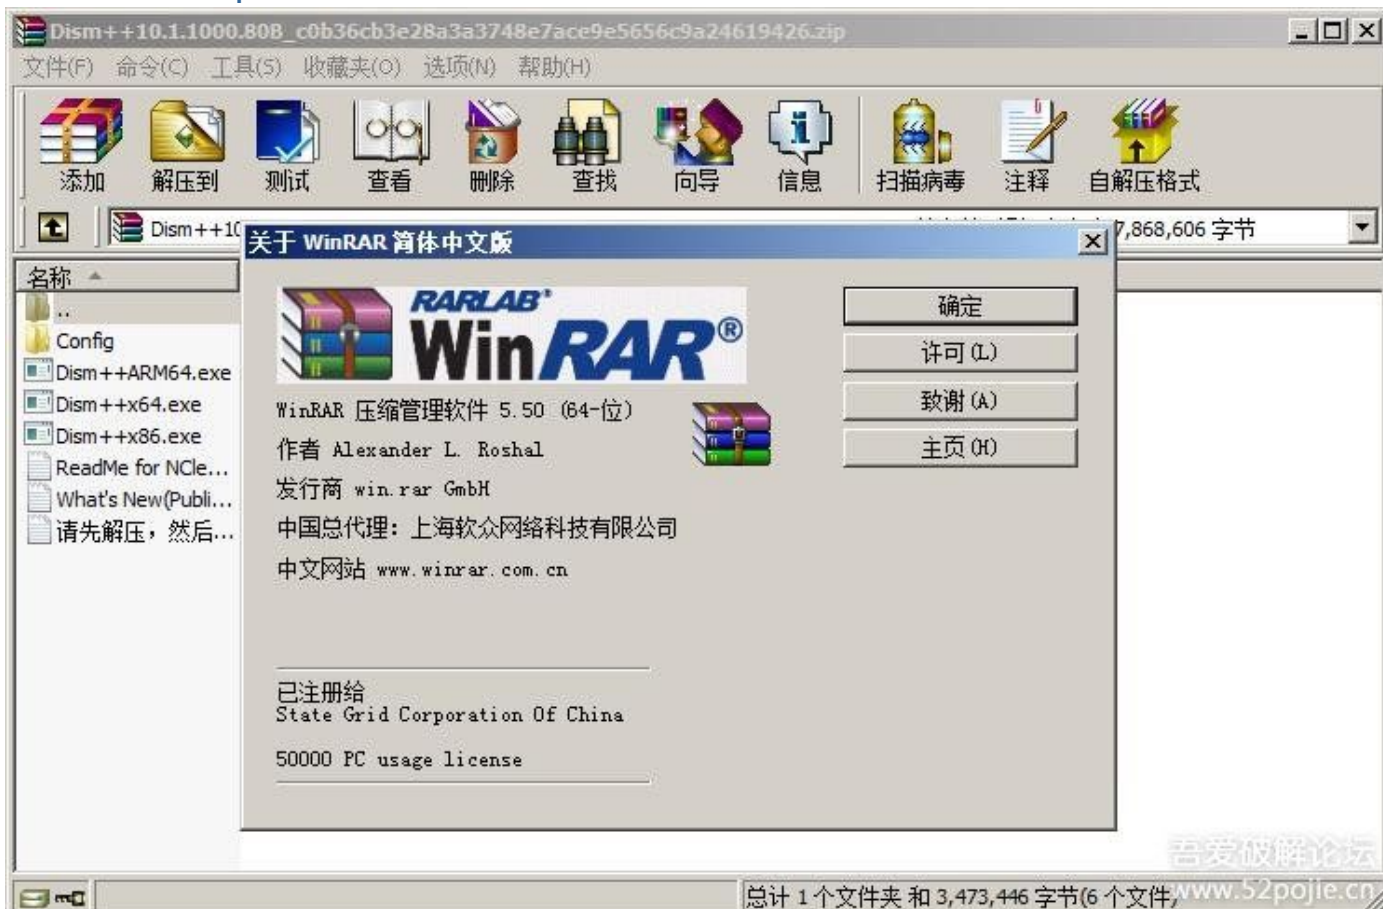 Dism++10.1.1000.80B_c0b36cb3e28a3a3748e7ace9e5656c9a24619426.zip
文件(F) 命令(C) 工具(S) 收藏夹(O) 选项(N) 帮助(H)
添加 解压到 测试 查看 删除 查找 向导 信息 扫描病毒 注释 自解压格式
Dism++10 7,868,606 字节
关于 WinRAR 简体中文版
名称
..
Config
Dism++ARM64.exe
Dism++x64.exe
Dism++x86.exe
ReadMe for NCle...
What's New(Publi...
请先解压，然后...
RARLAB®
WinRAR®
确定
许可(L)
致谢(A)
主页(H)
WinRAR 压缩管理软件 5.50 (64-位)
作者 Alexander L. Roshal
发行商 win.rar GmbH
中国总代理：上海软众网络科技有限公司
中文网站 www.winrar.com.cn
已注册给
State Grid Corporation Of China
50000 PC usage license
吾爱破解论坛
总计 1 个文件夹 和 3,473,446 字节(6 个文件)
www.52pojie.cn